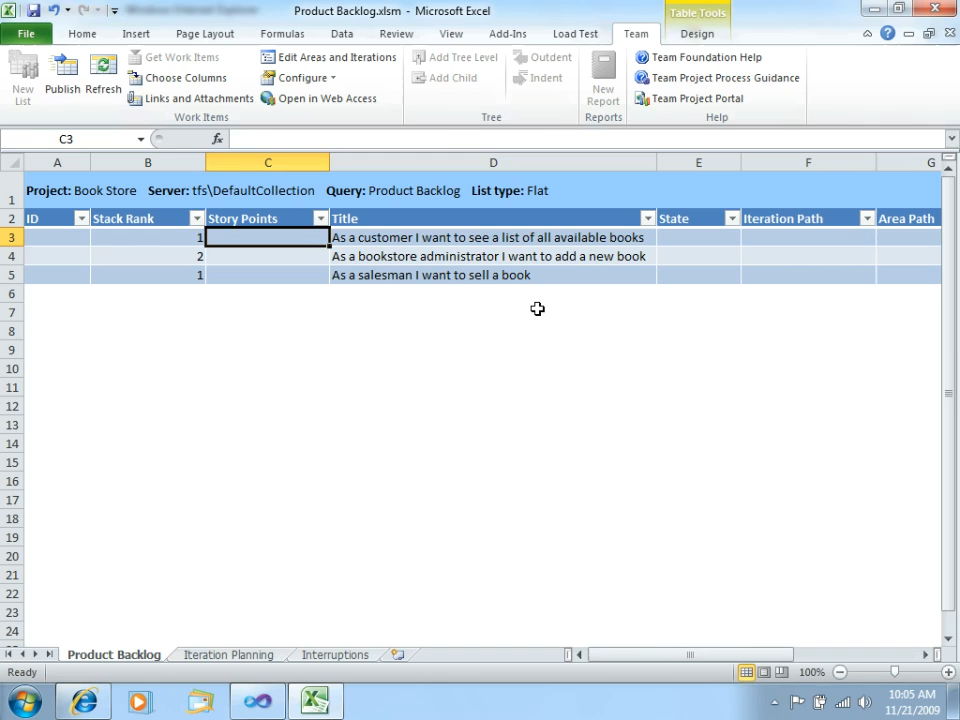 Product Backlog.xlsm - Microsoft Excel
Table Tools
File Home Insert Page Layout Formulas Data Review View Add-Ins Load Test Team Design
New List
Publish
Refresh
Get Work Items
Choose Columns
Links and Attachments
Work Items
Edit Areas and Iterations
Configure
Open in Web Access
Add Tree Level
Add Child
Outdent
Indent
Tree
New Report
Reports
Team Foundation Help
Team Project Process Guidance
Team Project Portal
Help
C3 fx
A B C D E F G
1 Project: Book Store Server: tfs\DefaultCollection Query: Product Backlog List type: Flat
2 ID Stack Rank Story Points Title State Iteration Path Area Path
3 1 As a customer I want to see a list of all available books
4 2 As a bookstore administrator I want to add a new book
5 1 As a salesman I want to sell a book
6
7
8
9
10
11
12
13
14
15
16
17
18
19
20
21
22
23
24
Product Backlog Iteration Planning Interruptions
Ready 100%
10:05 AM
11/21/2009